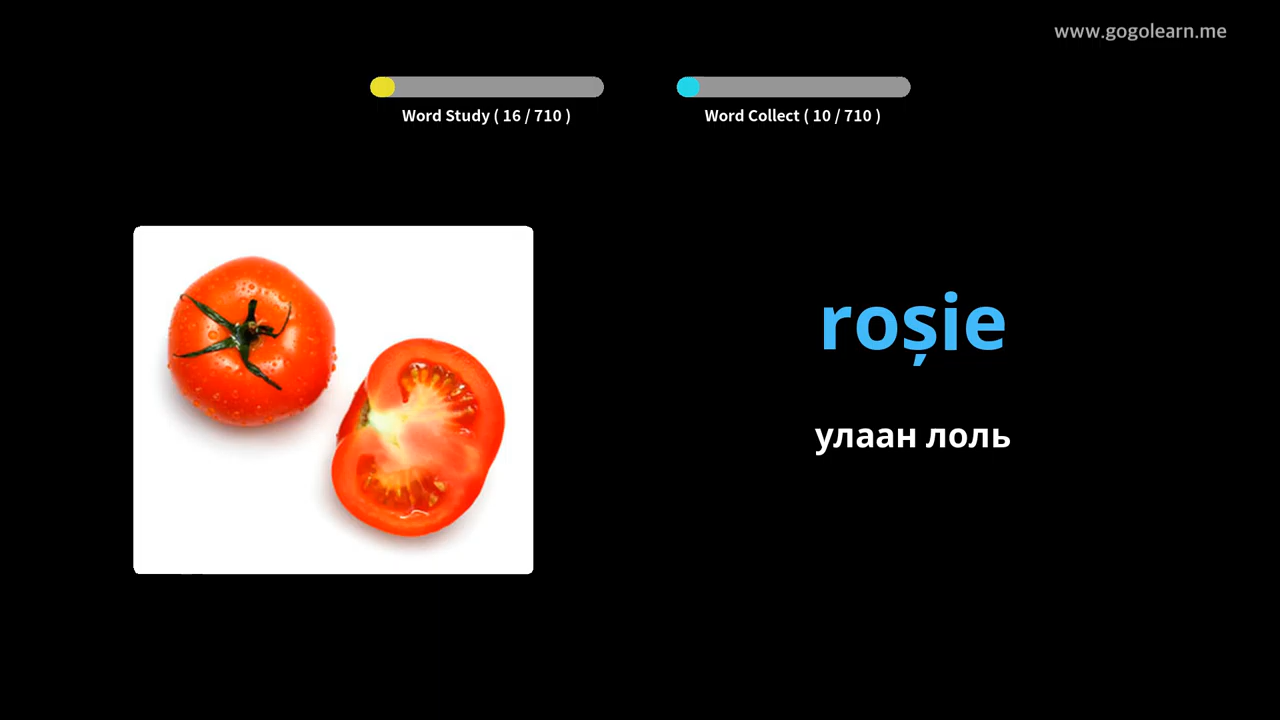 www.gogolearn.me
Word Study ( 16 / 710 )
Word Collect ( 10 / 710 )
roșie
улаан лоль